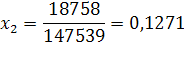 x₂ = 18758/147539 = 0,1271